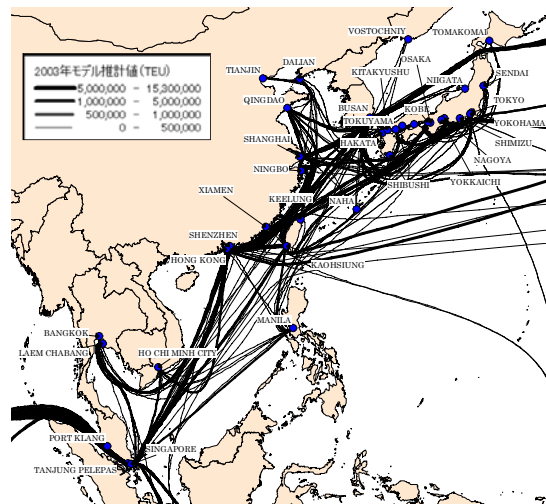 VOSTOCHNIY
TOMAKOMAI
OSAKA
2003年モデル推計値(TEU)
5,000,000 - 15,300,000
1,000,000 - 5,000,000
500,000 - 1,000,000
0 - 500,000
DALIAN
TIANJIN
KITAKYUSHU
SENDAI
NIIGATA
QINGDAO
TOKYO
BUSAN
KOBE
TOKUYAMA
YOKOHAMA
SHANGHAI
HAKATA
SHIMIZU
NAGOYA
NINGBO
SHIBUSHI
YOKKAICHI
XIAMEN
KEELUNG
NAHA
SHENZHEN
HONG KONG
KAOHSIUNG
MANILA
BANGKOK
LAEM CHABANG
HO CHI MINH CITY
PORT KLANG
SINGAPORE
TANJUNG PELEPAS